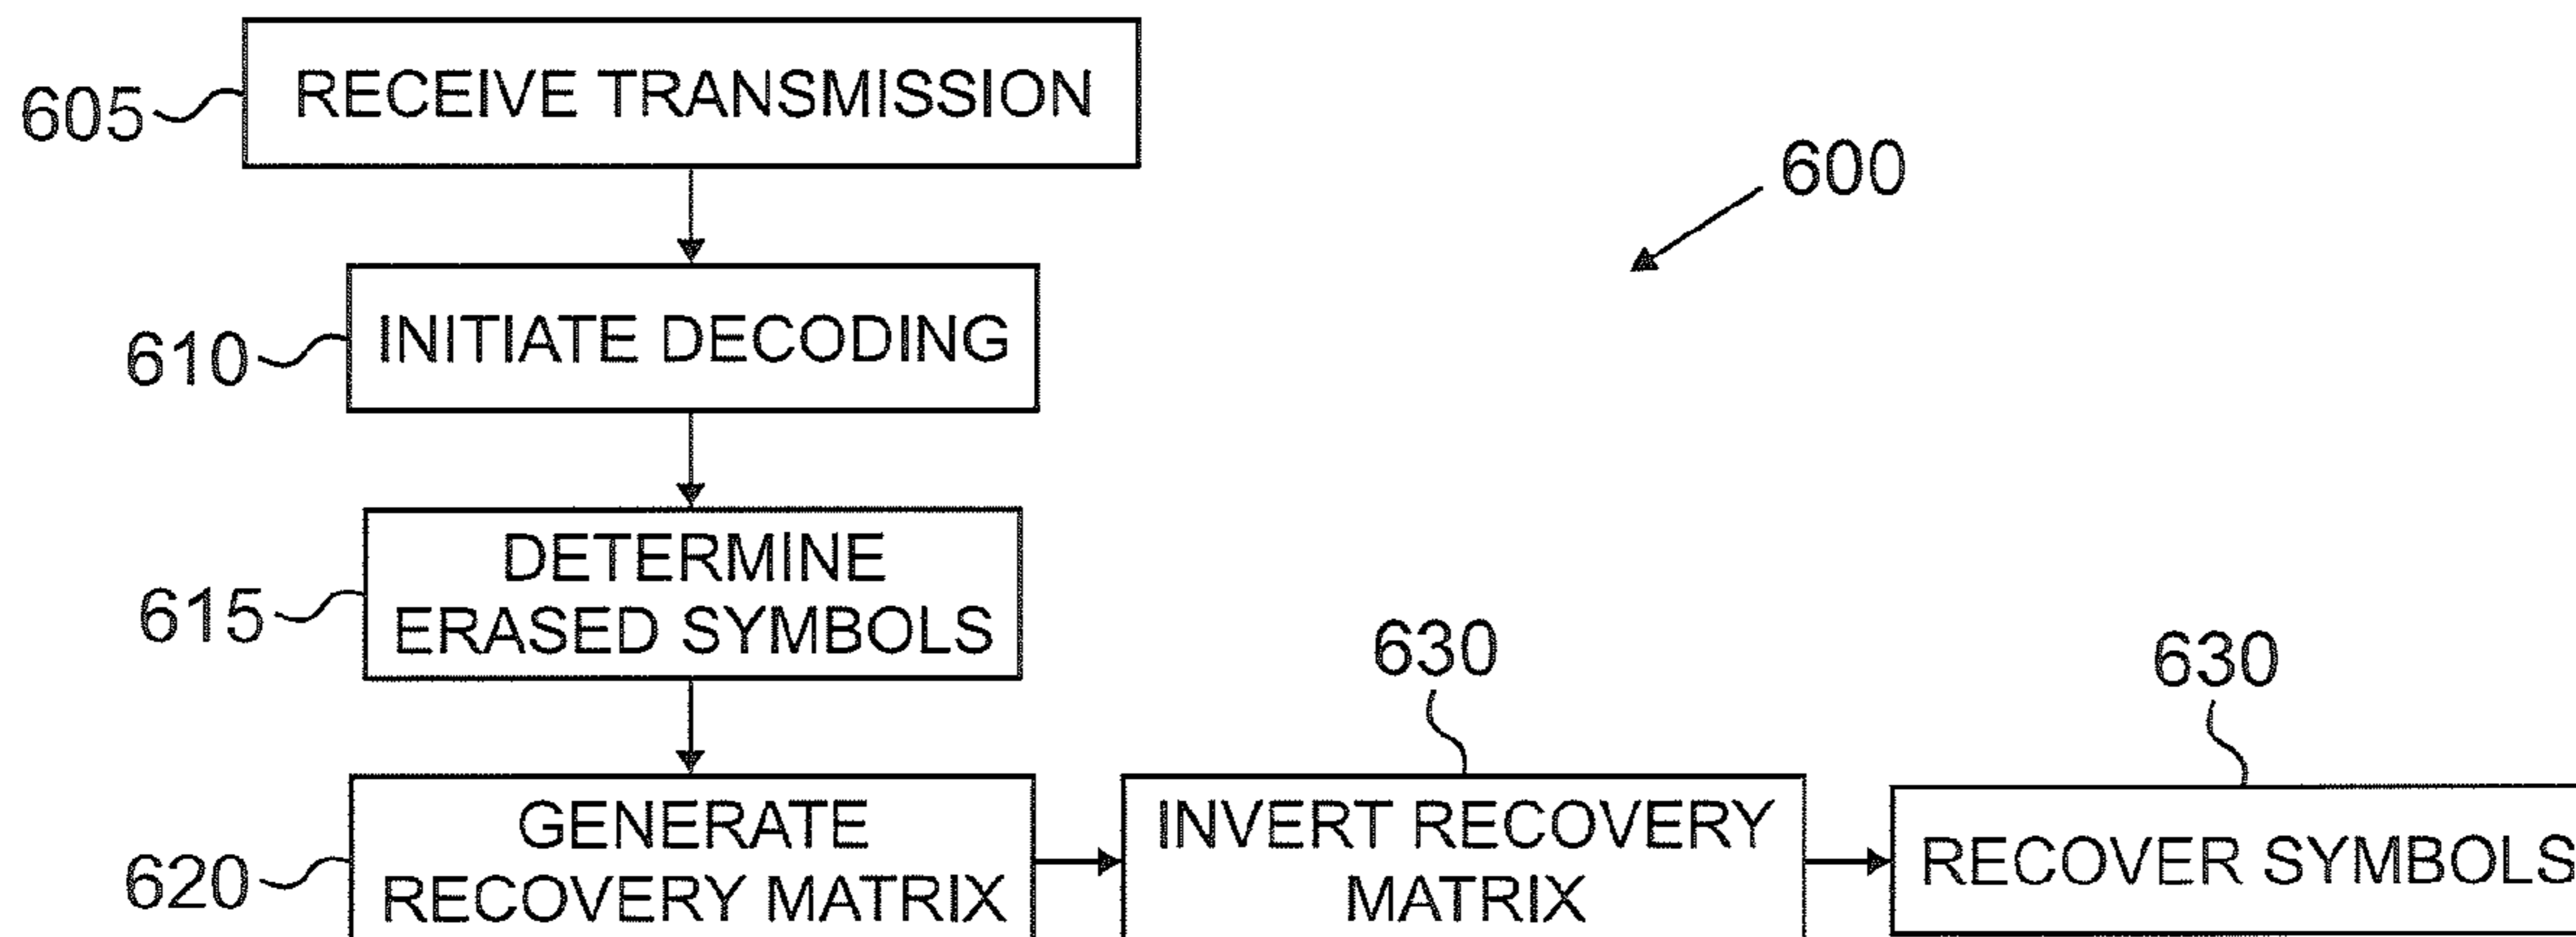 605
RECEIVE TRANSMISSION
600
610
INITIATE DECODING
615
DETERMINE
ERASED SYMBOLS
630
630
620
GENERATE
RECOVERY MATRIX
INVERT RECOVERY
MATRIX
RECOVER SYMBOLS